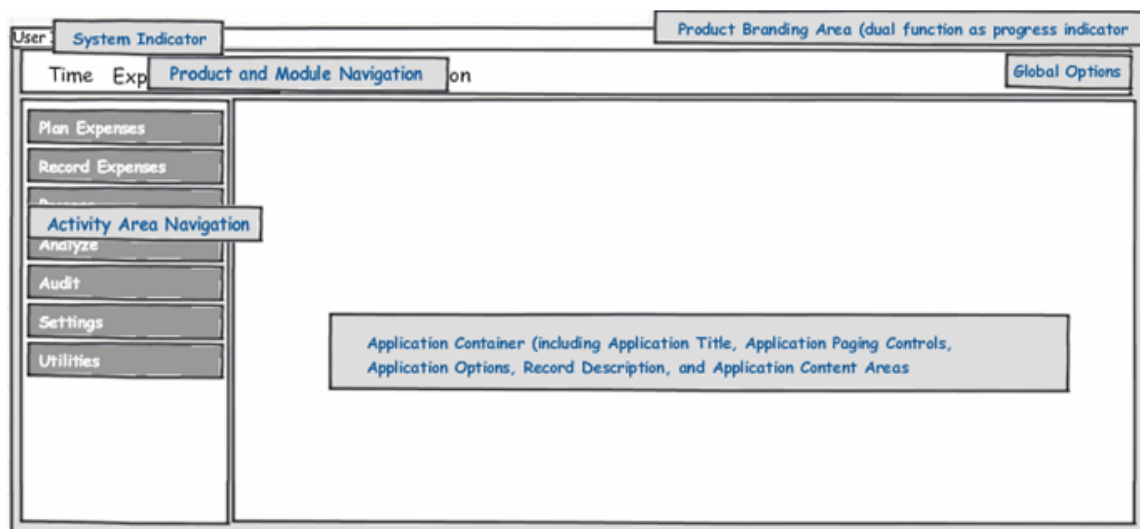 User
System Indicator
Product Branding Area (dual function as progress indicator
Time Exp
Product and Module Navigation
on
Global Options
Plan Expenses
Record Expenses
Activity Area Navigation
Analyze
Audit
Settings
Utilities
Application Container (including Application Title, Application Paging Controls,
Application Options, Record Description, and Application Content Areas